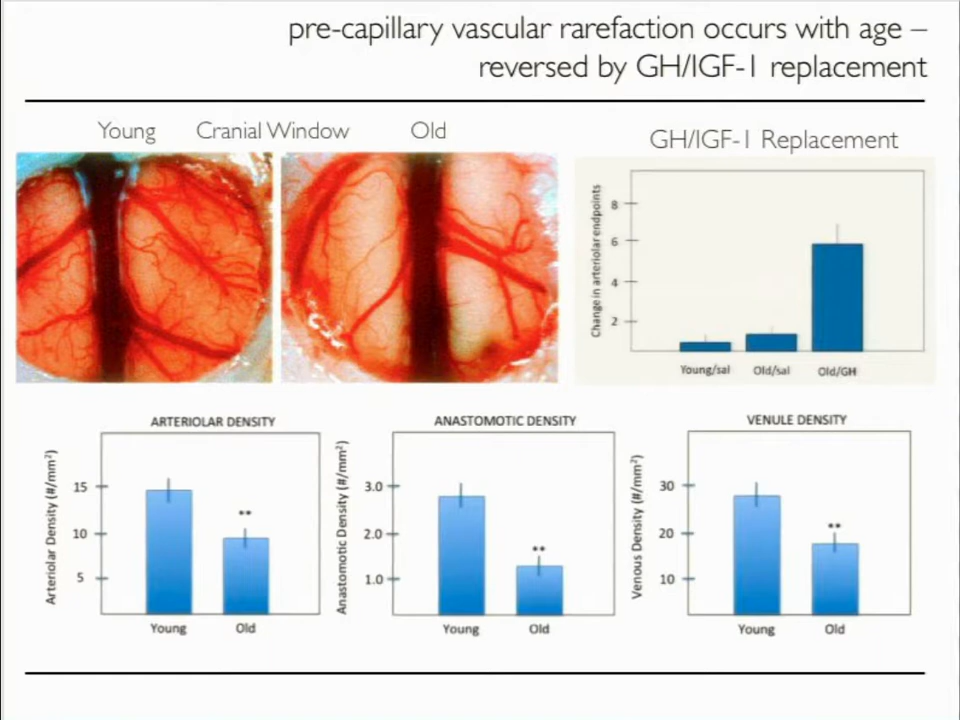 pre-capillary vascular rarefaction occurs with age –
reversed by GH/IGF-1 replacement
Young
Cranial Window
Old
GH/IGF-1 Replacement
Change in arteriolar endpoints
8
6
4
2
Young/sal
Old/sal
Old/GH
ARTERIOLAR DENSITY
Arteriolar Density (#/mm²)
15
10
5
**
Young
Old
ANASTOMOTIC DENSITY
Anastomotic Density (#/mm²)
3.0
2.0
1.0
**
Young
Old
VENULE DENSITY
Venous Density (#/mm²)
30
20
10
**
Young
Old